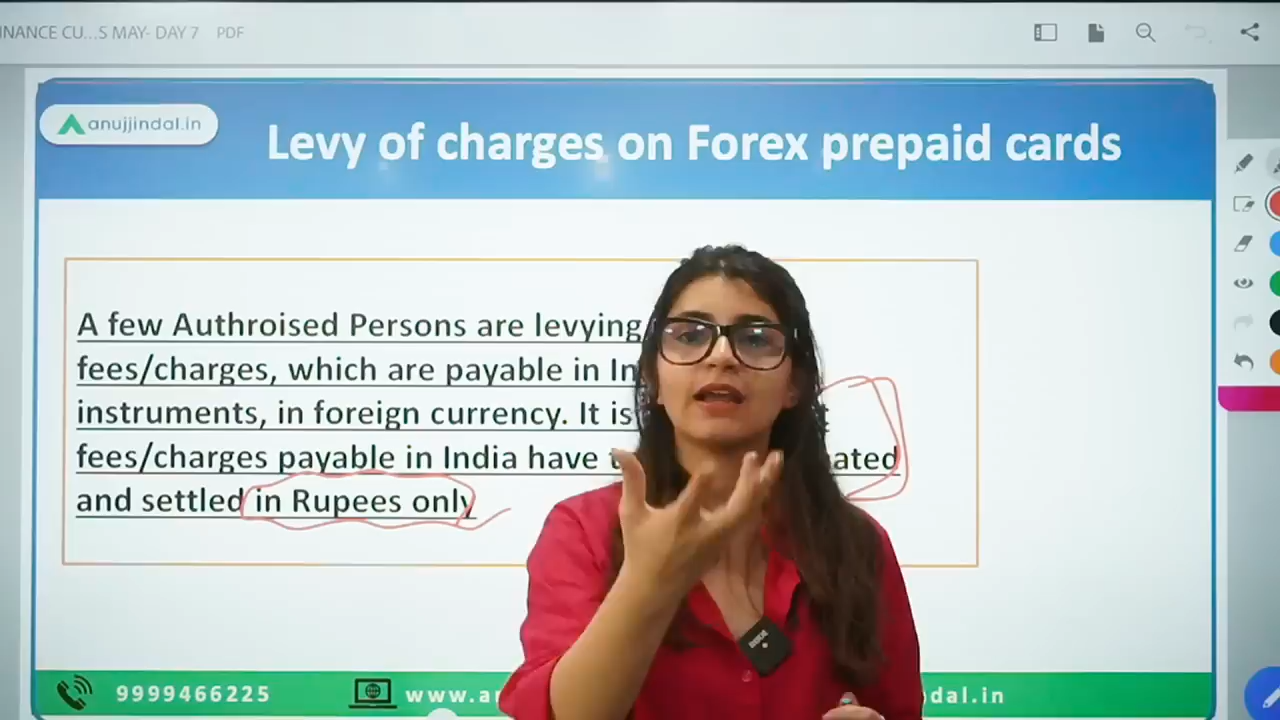 INANCE CU...S MAY- DAY 7 PDF
anujjindal.in
Levy of charges on Forex prepaid cards
A few Authroised Persons are levying
fees/charges, which are payable in In
instruments, in foreign currency. It is
fees/charges payable in India have ated
and settled in Rupees only
9999466225
www.an dal.in